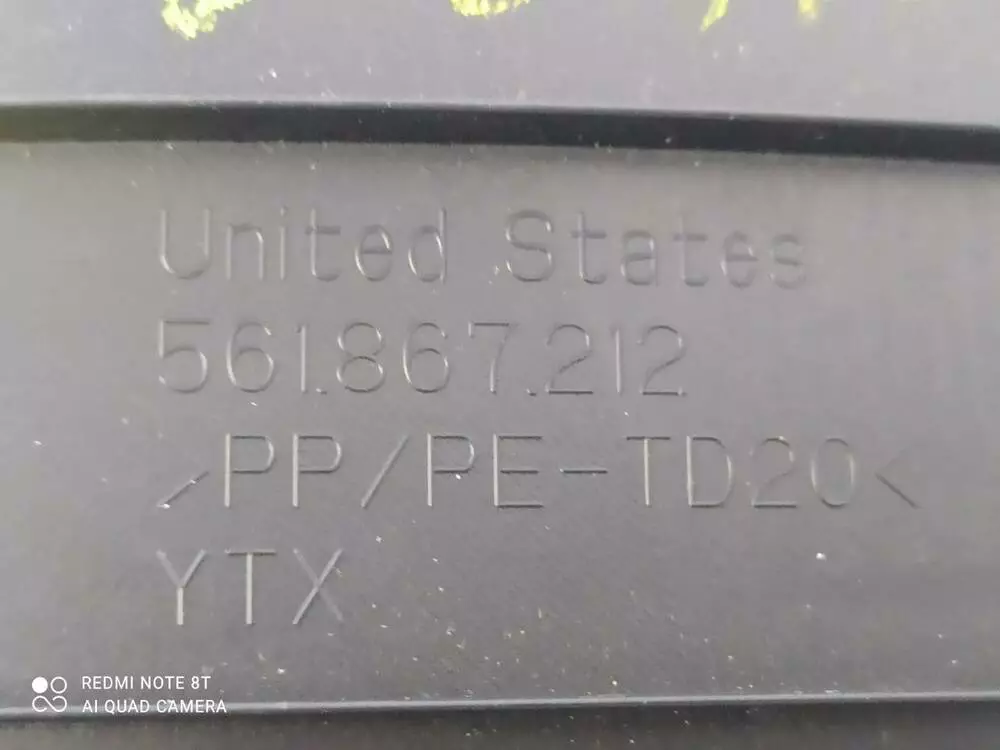 United States
561.867.212
>PP/PE-TD20<
YTX
REDMI NOTE 8T
AI QUAD CAMERA